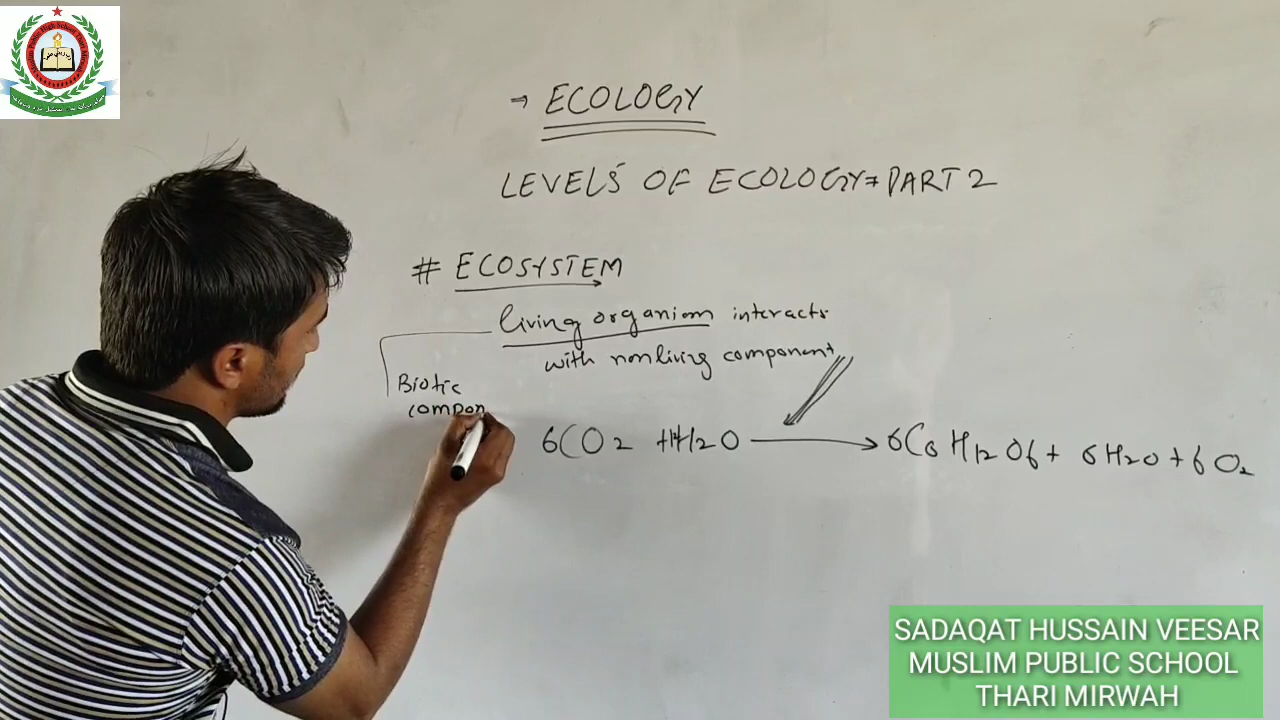 → ECOLOGY
LEVELS OF ECOLOGY⇒ PART 2
# ECOSYSTEM
living organism interacts
with nonliving component
Biotic
compon
6CO2 + H2O → 6C6H12O6 + 6H2O + 6O2
SADAQAT HUSSAIN VEESAR
MUSLIM PUBLIC SCHOOL
THARI MIRWAH